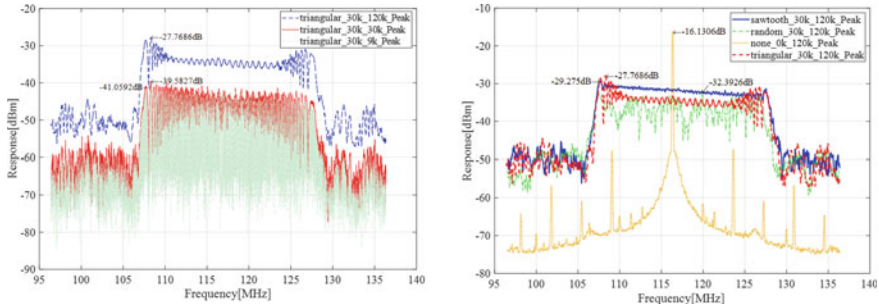 -20
-30
-40
-50
-60
-70
-80
-90
95 100 105 110 115 120 125 130 135 140
Response[dBm]
Frequency[MHz]
triangular_30k_120k_Peak
triangular_30k_30k_Peak
triangular_30k_9k_Peak
-27.7686dB
-41.0592dB
-39.5827dB
-10
-20
-30
-40
-50
-60
-70
-80
95 100 105 110 115 120 125 130 135 140
Response[dBm]
Frequency[MHz]
sawtooth_30k_120k_Peak
random_30k_120k_Peak
none_0k_120k_Peak
triangular_30k_120k_Peak
-16.1306dB
-29.275dB
-27.7686dB
-32.3926dB